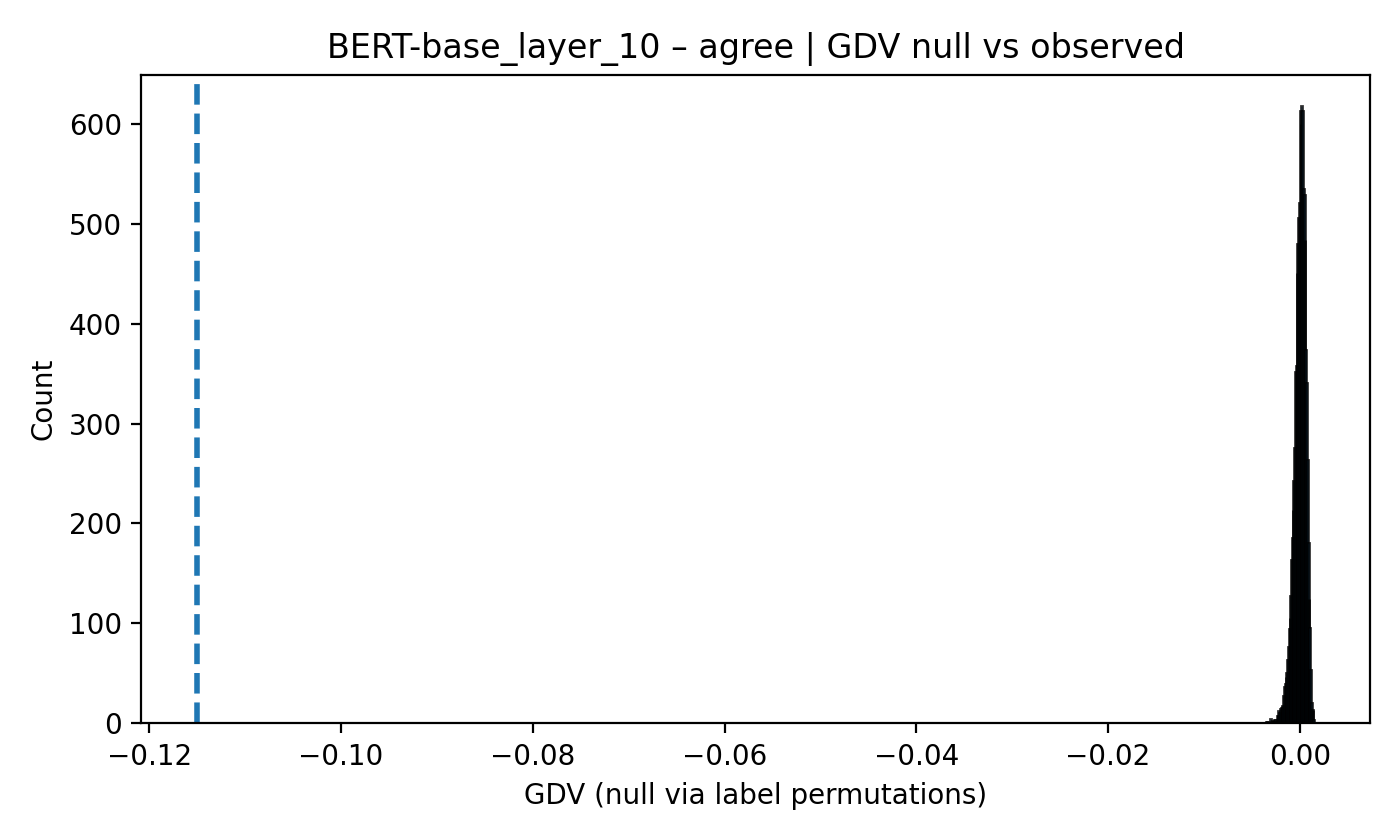 BERT-base_layer_10 – agree | GDV null vs observed
600
500
400
300
200
100
0
Count
−0.12 −0.10 −0.08 −0.06 −0.04 −0.02 0.00
GDV (null via label permutations)